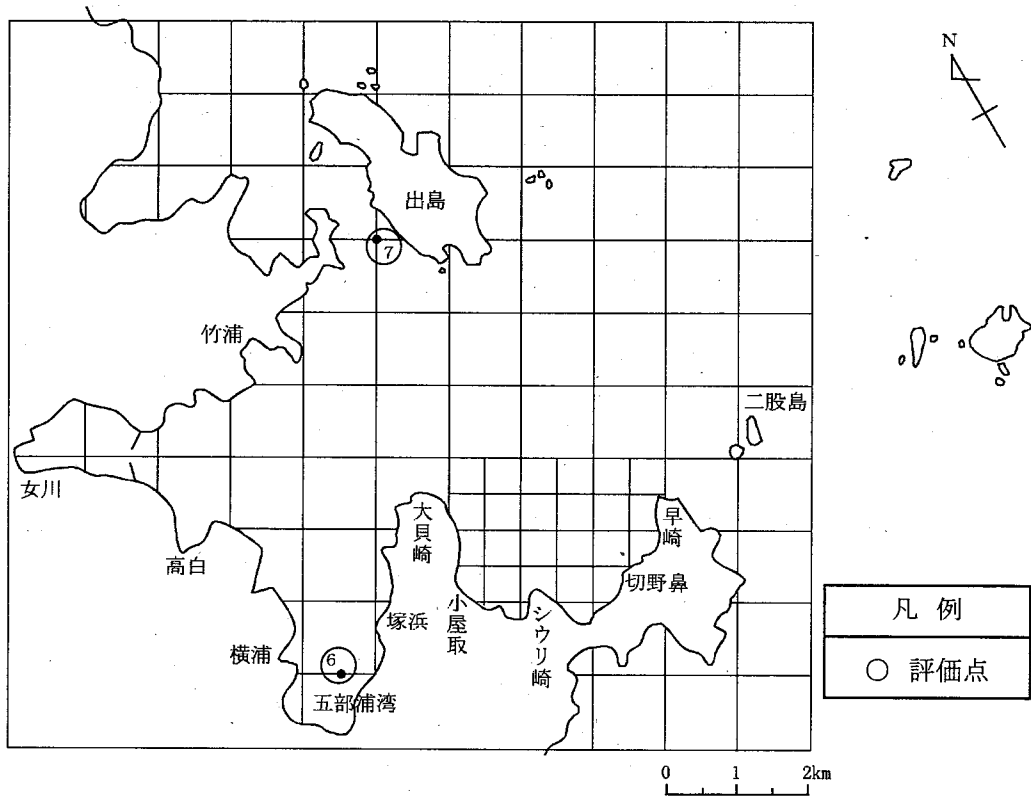 N
出島
7
竹浦
二股島
女川
大貝崎
早崎
高白
切野鼻
小屋取
シウリ崎
塚浜
横浦
6
五部浦湾
凡例
○ 評価点
0 1 2km